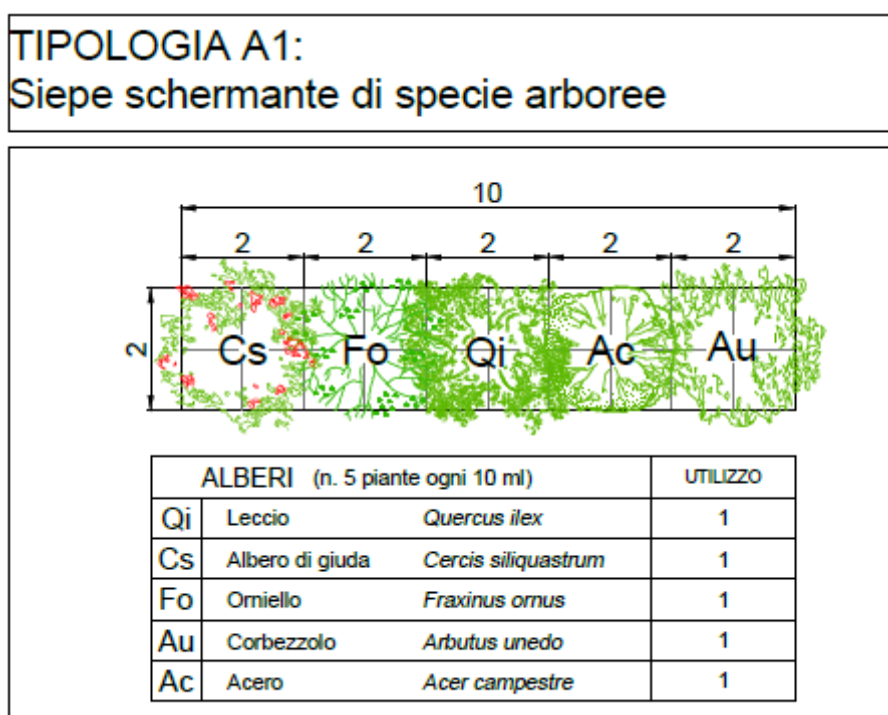 TIPOLOGIA A1:
Siepe schermante di specie arboree
10
2 2 2 2 2
2
Cs Fo Qi Ac Au
ALBERI (n. 5 piante ogni 10 ml) UTILIZZO
Qi Leccio Quercus ilex 1
Cs Albero di giuda Cercis siliquastrum 1
Fo Orniello Fraxinus ornus 1
Au Corbezzolo Arbutus unedo 1
Ac Acero Acer campestre 1